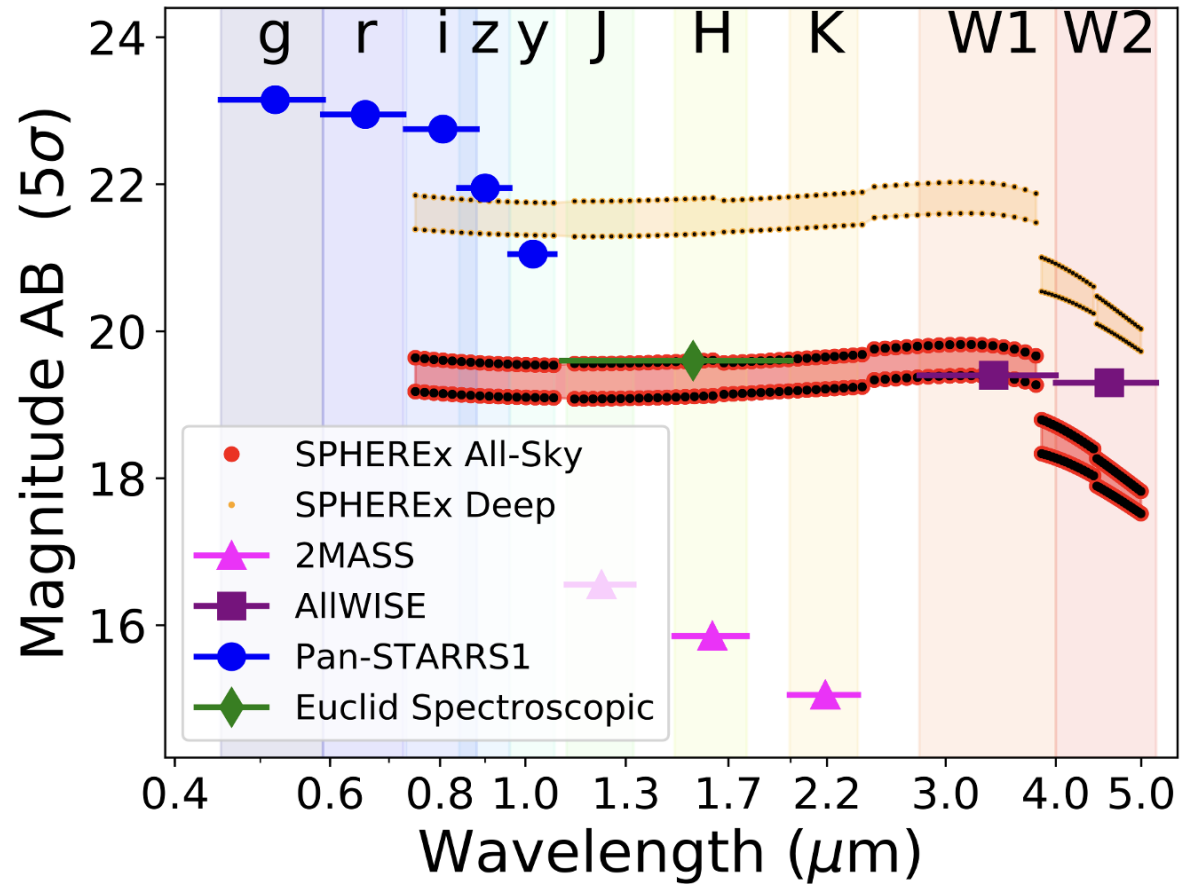 g r i z y J H K W1 W2
Magnitude AB (5σ)
24
22
20
18
16
SPHEREx All-Sky
SPHEREx Deep
2MASS
AllWISE
Pan-STARRS1
Euclid Spectroscopic
0.4 0.6 0.8 1.0 1.3 1.7 2.2 3.0 4.0 5.0
Wavelength (μm)